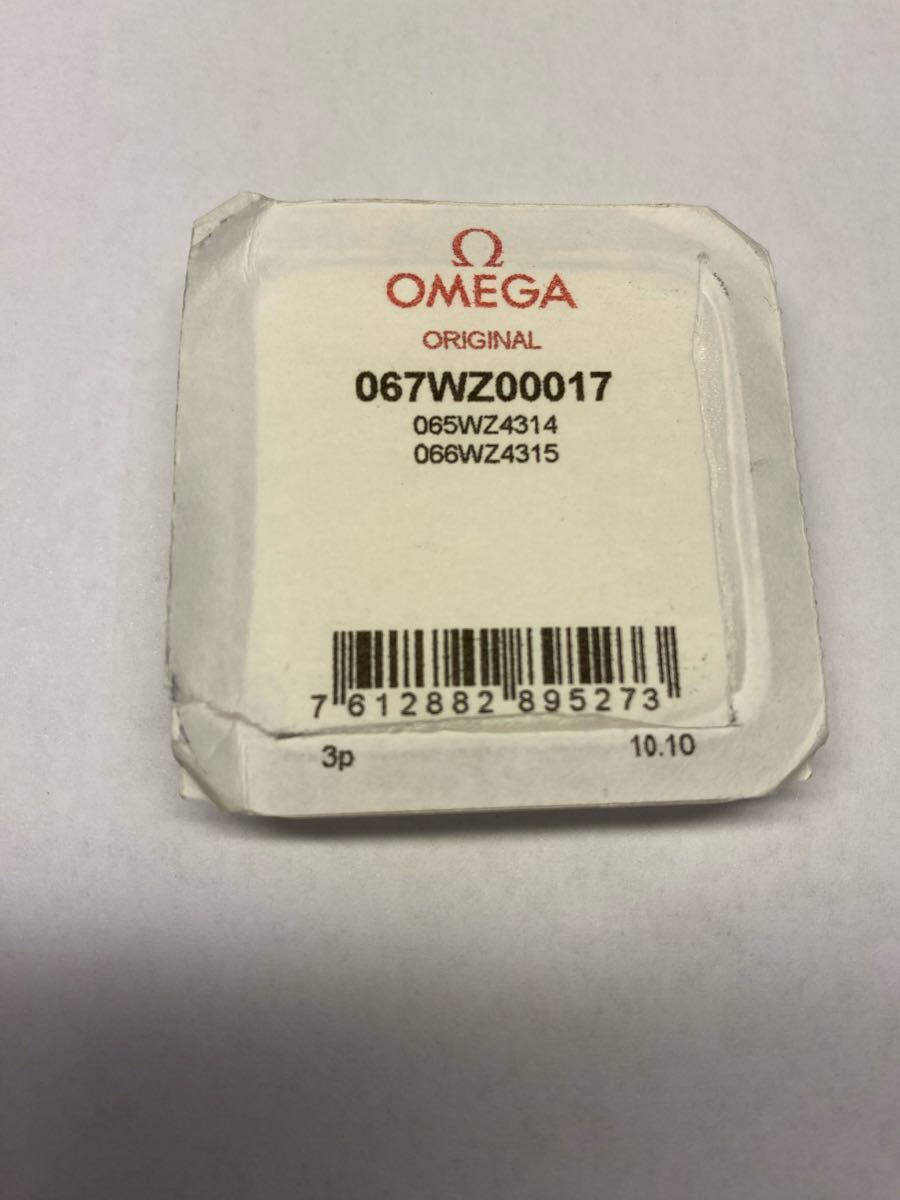 Ω
OMEGA
ORIGINAL
067WZ00017
065WZ4314
066WZ4315
7 612882 895273
3p 10.10